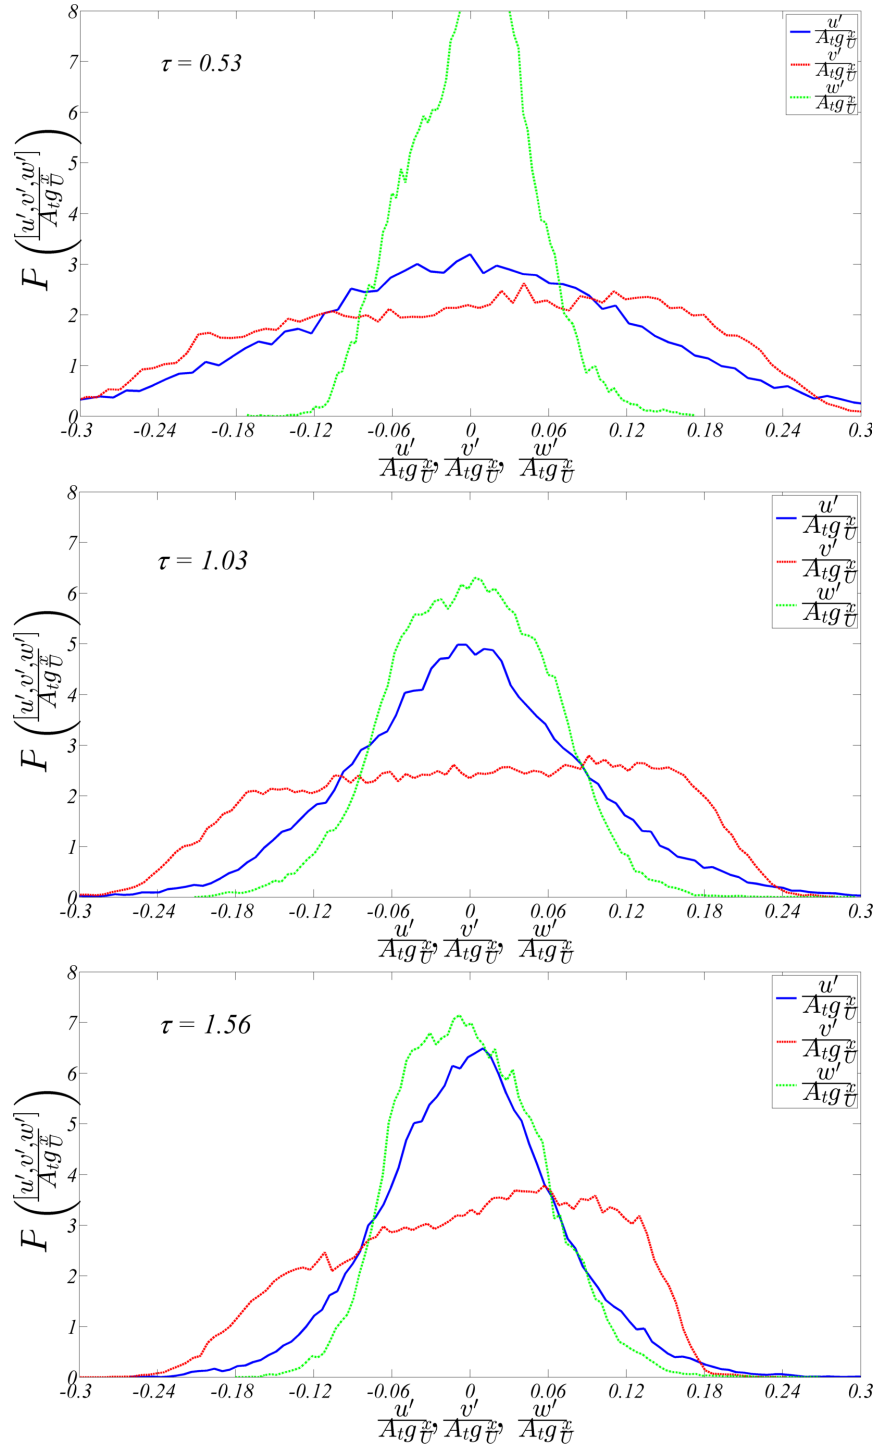 8
7
6
5
4
3
2
1
0
P ([u′,v′,w′] / A_t g x/U)
τ = 0.53
u′ / A_t g x/U
v′ / A_t g x/U
w′ / A_t g x/U
-0.3 -0.24 -0.18 -0.12 -0.06 0 0.06 0.12 0.18 0.24 0.3
u′ / A_t g x/U, v′ / A_t g x/U, w′ / A_t g x/U
8
7
6
5
4
3
2
1
0
P ([u′,v′,w′] / A_t g x/U)
τ = 1.03
u′ / A_t g x/U
v′ / A_t g x/U
w′ / A_t g x/U
-0.3 -0.24 -0.18 -0.12 -0.06 0 0.06 0.12 0.18 0.24 0.3
u′ / A_t g x/U, v′ / A_t g x/U, w′ / A_t g x/U
8
7
6
5
4
3
2
1
0
P ([u′,v′,w′] / A_t g x/U)
τ = 1.56
u′ / A_t g x/U
v′ / A_t g x/U
w′ / A_t g x/U
-0.3 -0.24 -0.18 -0.12 -0.06 0 0.06 0.12 0.18 0.24 0.3
u′ / A_t g x/U, v′ / A_t g x/U, w′ / A_t g x/U